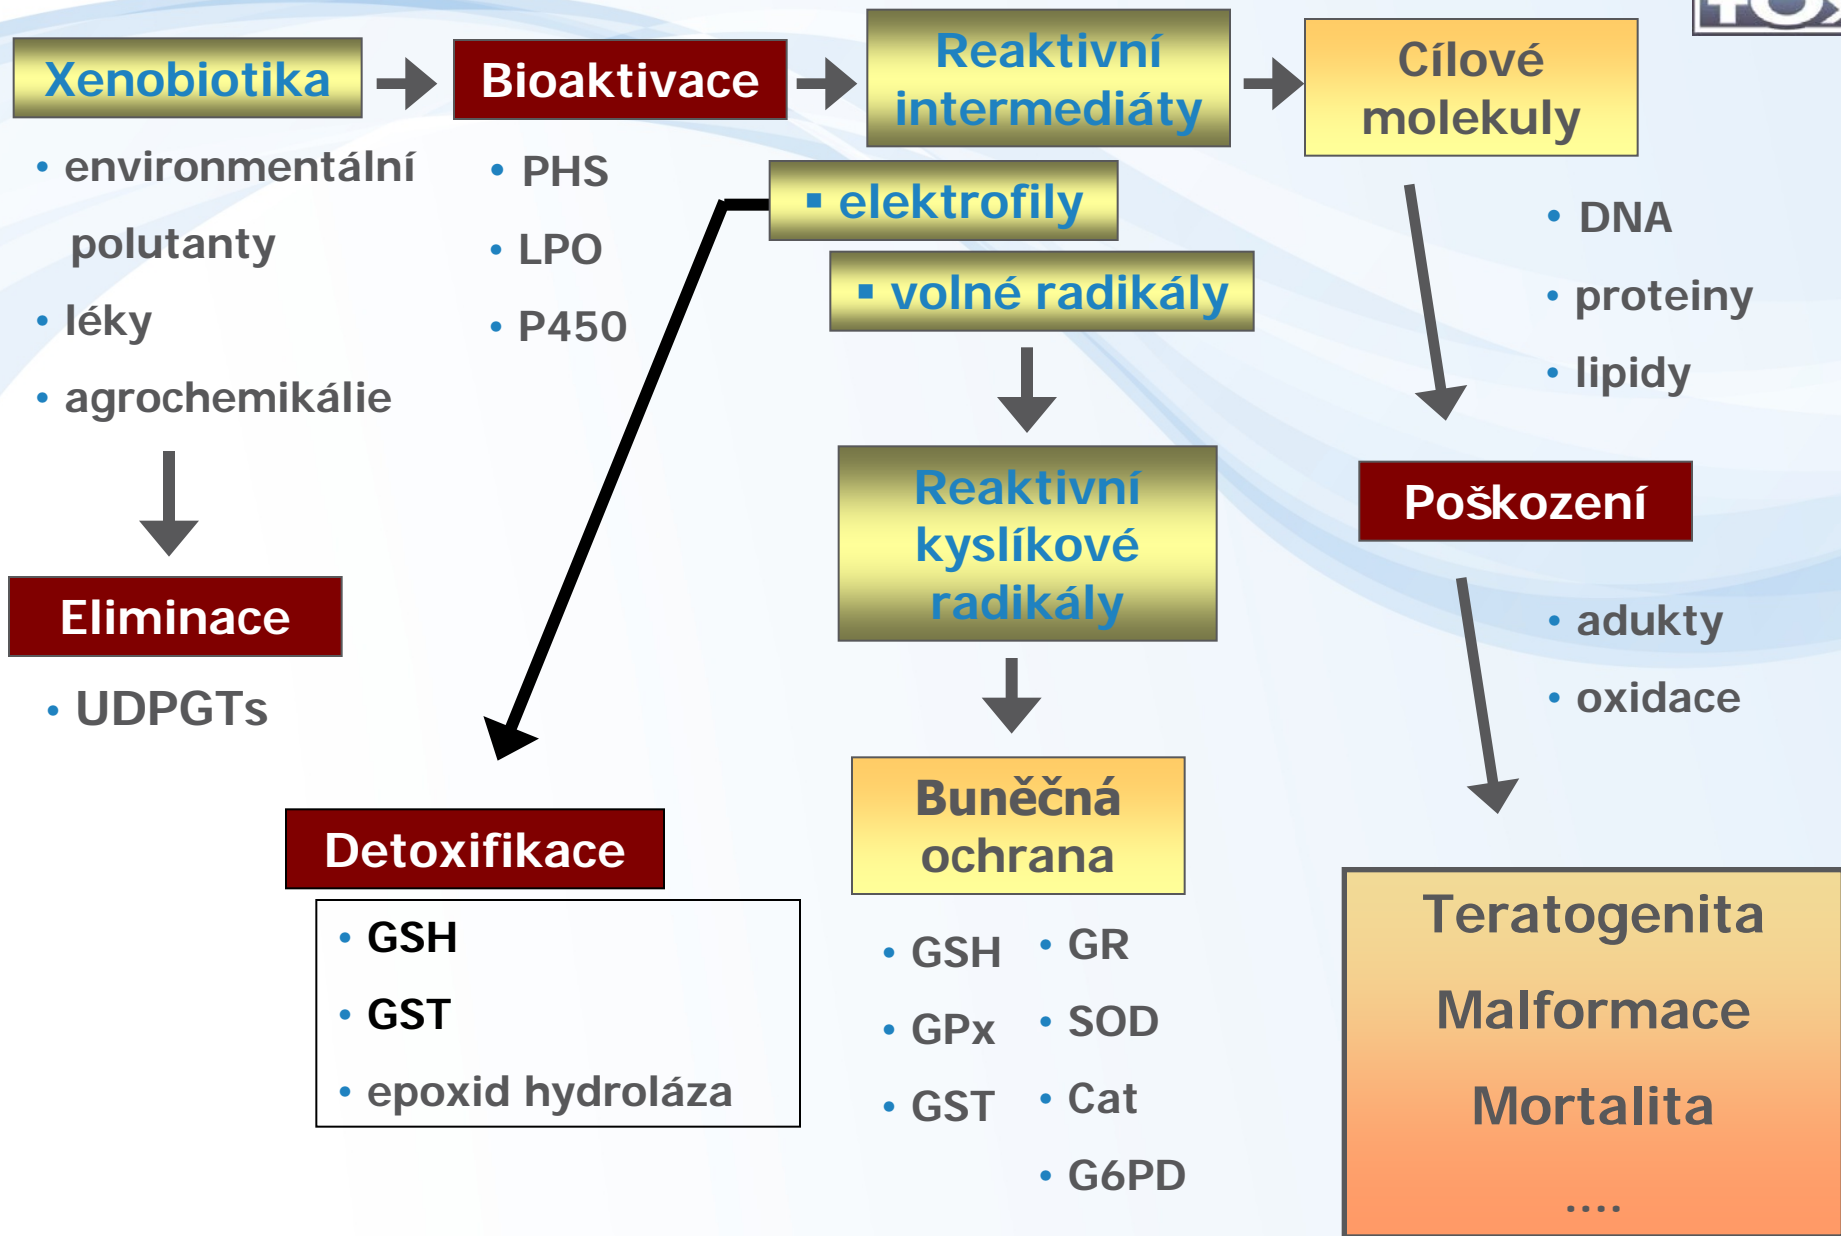 Xenobiotika
Bioaktivace
Reaktivní
intermediáty
Cílové
molekuly
• environmentální
polutanty
• léky
• agrochemikálie
• PHS
• LPO
• P450
▪ elektrofily
▪ volné radikály
• DNA
• proteiny
• lipidy
Reaktivní
kyslíkové
radikály
Poškození
Eliminace
• UDPGTs
• adukty
• oxidace
Detoxifikace
• GSH
• GST
• epoxid hydroláza
Buněčná
ochrana
• GSH
• GPx
• GST
• GR
• SOD
• Cat
• G6PD
Teratogenita
Malformace
Mortalita
....